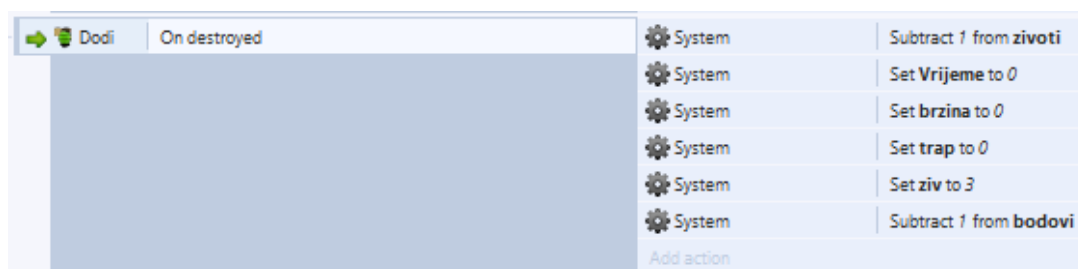 Dodi On destroyed System Subtract 1 from zivoti
System Set Vrijeme to 0
System Set brzina to 0
System Set trap to 0
System Set ziv to 3
System Subtract 1 from bodovi
Add action